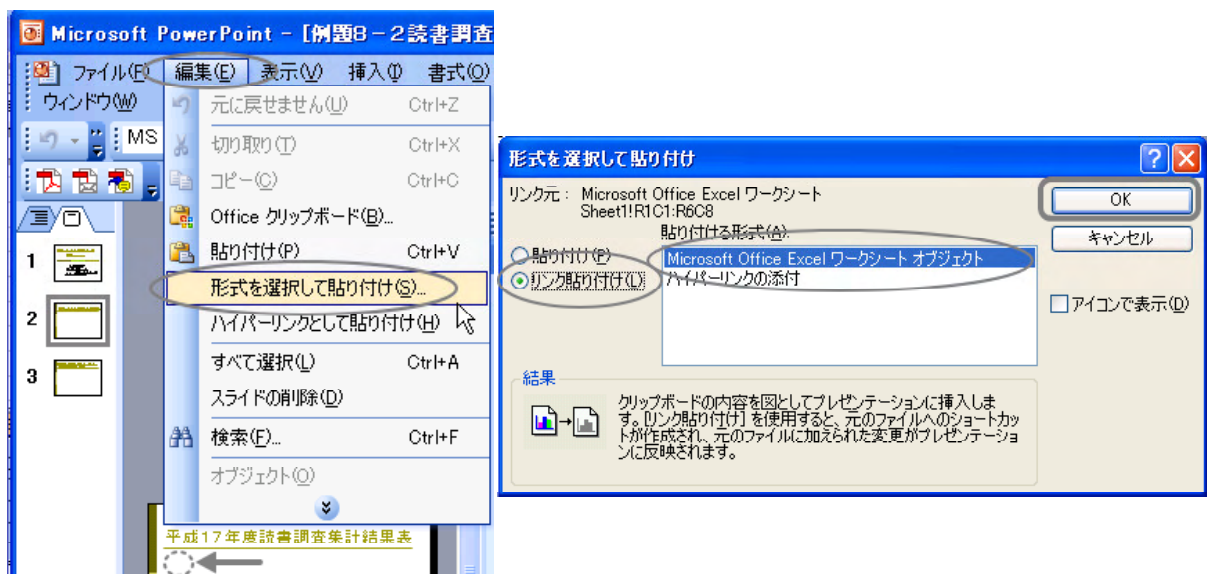 Microsoft PowerPoint - [例題8-2読書調査
ファイル(F) 編集(E) 表示(V) 挿入(I) 書式(O)
ウィンドウ(W)
MS
元に戻せません(U) Ctrl+Z
切り取り(T) Ctrl+X
コピー(C) Ctrl+C
Office クリップボード(B)...
貼り付け(P) Ctrl+V
形式を選択して貼り付け(S)...
ハイパーリンクとして貼り付け(H)
すべて選択(L) Ctrl+A
スライドの削除(D)
検索(F)... Ctrl+F
オブジェクト(O)
1
2
3
平成17年度読書調査集計結果表
形式を選択して貼り付け
リンク元: Microsoft Office Excel ワークシート
Sheet1!R1C1:R6C8
貼り付ける形式(A):
貼り付け(P)
リンク貼り付け(L)
Microsoft Office Excel ワークシート オブジェクト
ハイパーリンクの添付
OK
キャンセル
アイコンで表示(D)
結果
クリップボードの内容を図としてプレゼンテーションに挿入しま
す。[リンク貼り付け] を使用すると、元のファイルへのショートカッ
トが作成され、元のファイルに加えられた変更がプレゼンテーショ
ンに反映されます。